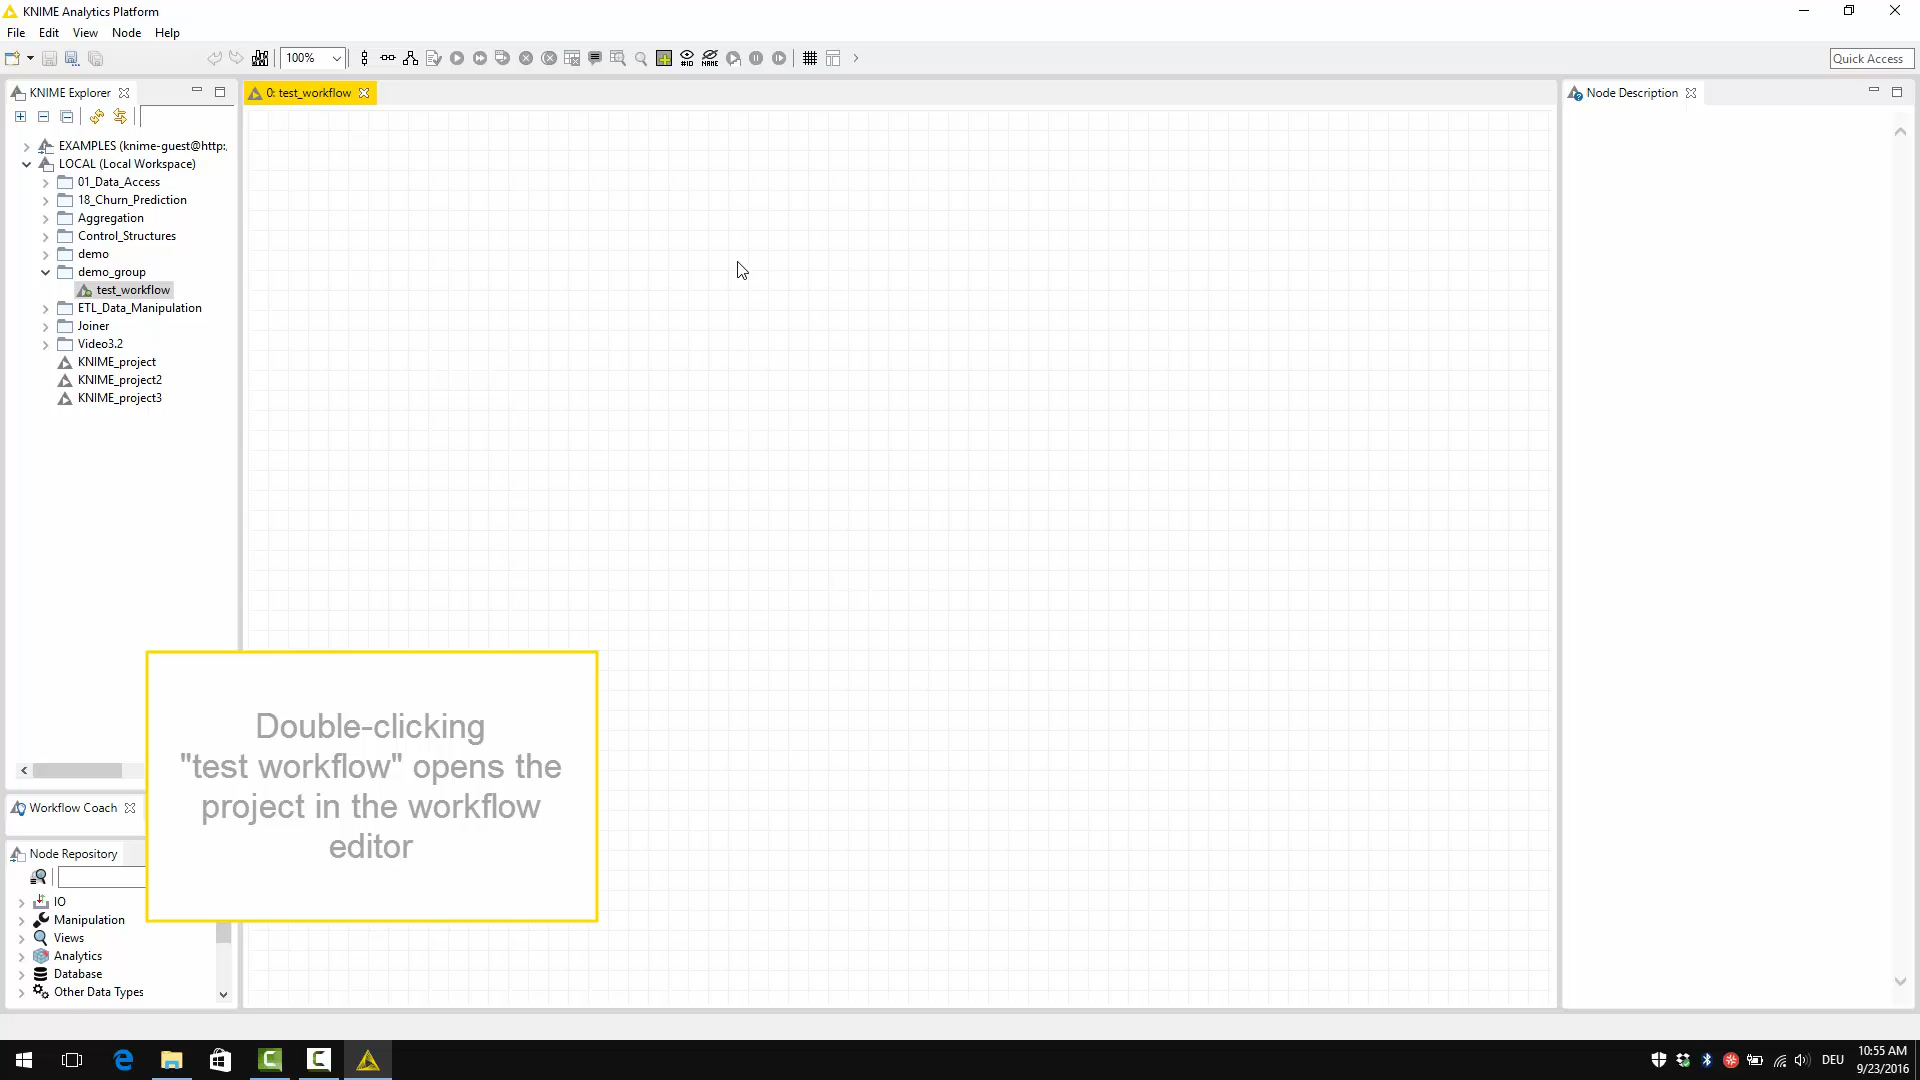 KNIME Analytics Platform
File Edit View Node Help
100%
Quick Access
KNIME Explorer
0: test_workflow
Node Description
EXAMPLES (knime-guest@http:
LOCAL (Local Workspace)
01_Data_Access
18_Churn_Prediction
Aggregation
Control_Structures
demo
demo_group
test_workflow
ETL_Data_Manipulation
Joiner
Video3.2
KNIME_project
KNIME_project2
KNIME_project3
Double-clicking
"test workflow" opens the
project in the workflow
editor
Workflow Coach
Node Repository
IO
Manipulation
Views
Analytics
Database
Other Data Types
DEU
10:55 AM
9/23/2016